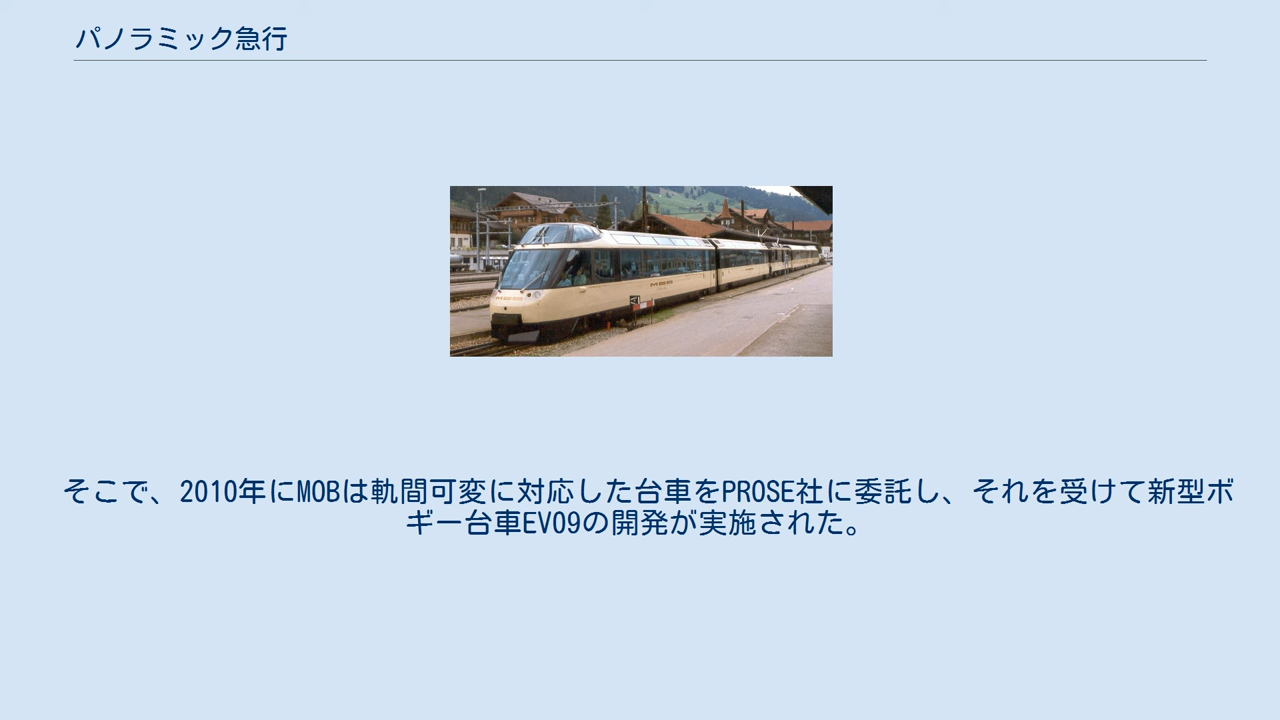 パノラミック急行
そこで、2010年にMOBは軌間可変に対応した台車をPROSE社に委託し、それを受けて新型ボ
ギー台車EV09の開発が実施された。